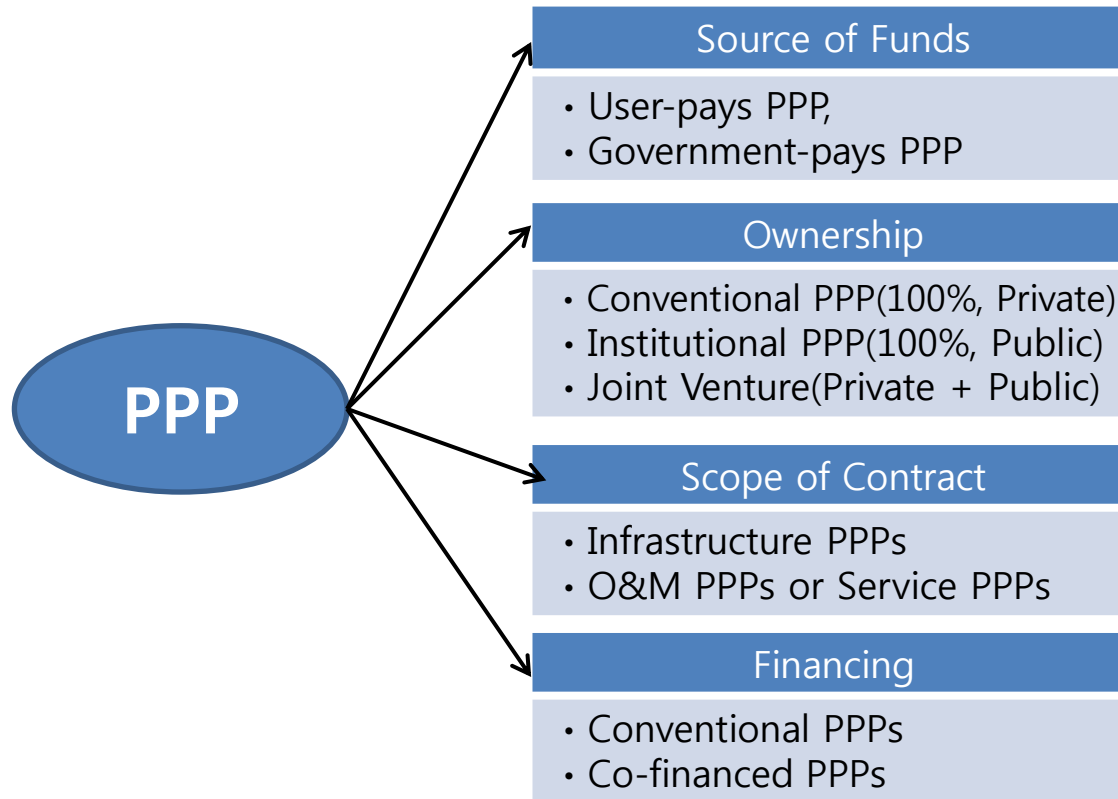 PPP
Source of Funds
· User-pays PPP,
· Government-pays PPP
Ownership
· Conventional PPP(100%, Private)
· Institutional PPP(100%, Public)
· Joint Venture(Private + Public)
Scope of Contract
· Infrastructure PPPs
· O&M PPPs or Service PPPs
Financing
· Conventional PPPs
· Co-financed PPPs